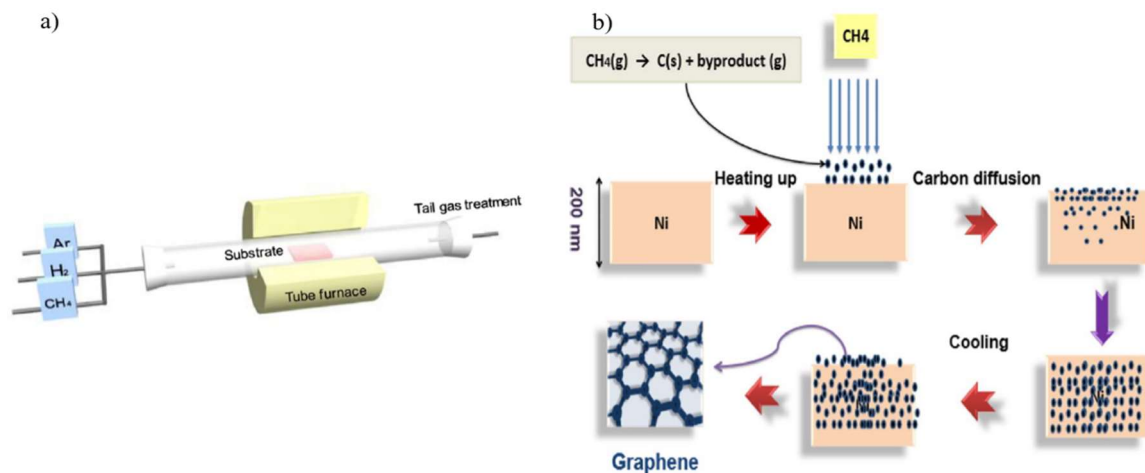 a)
Ar
H₂
CH₄
Substrate
Tube furnace
Tail gas treatment
b)
CH4(g) → C(s) + byproduct (g)
CH4
200 nm
Ni
Heating up
Ni
Carbon diffusion
Ni
Ni
Cooling
Ni
Graphene